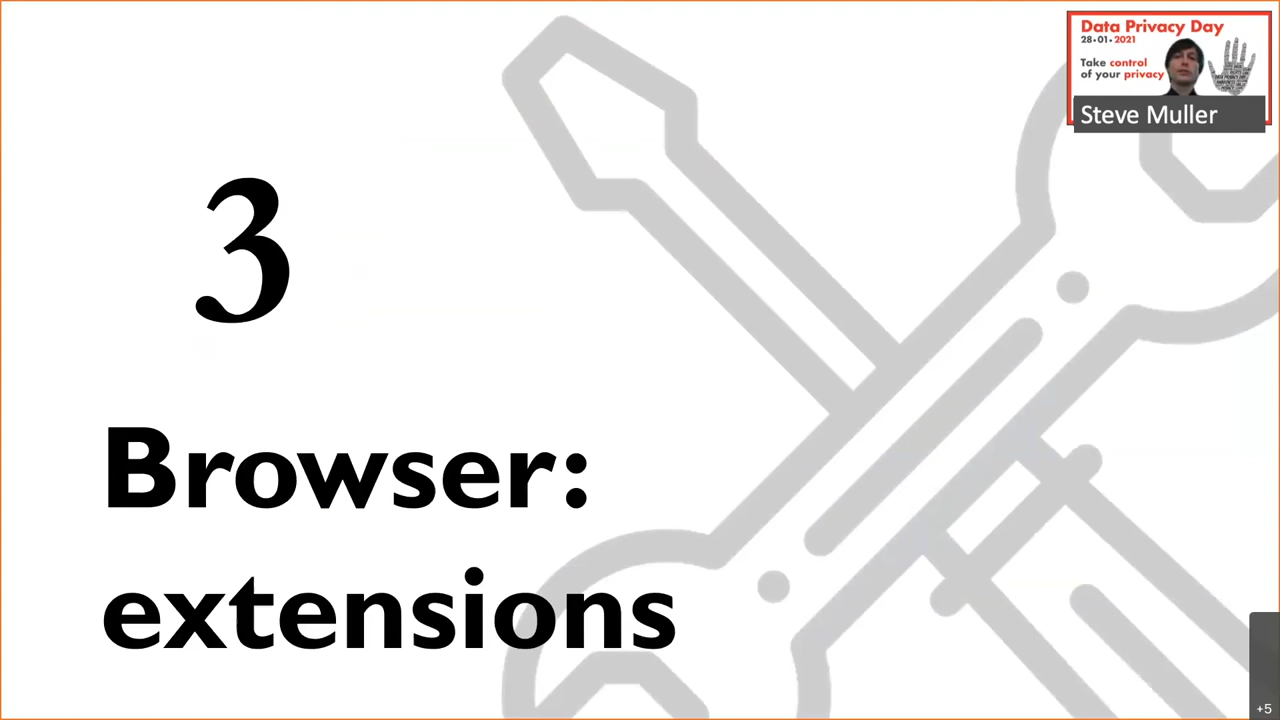 Data Privacy Day
28•01•2021
Take control
of your privacy
Steve Muller
3
Browser:
extensions
+5